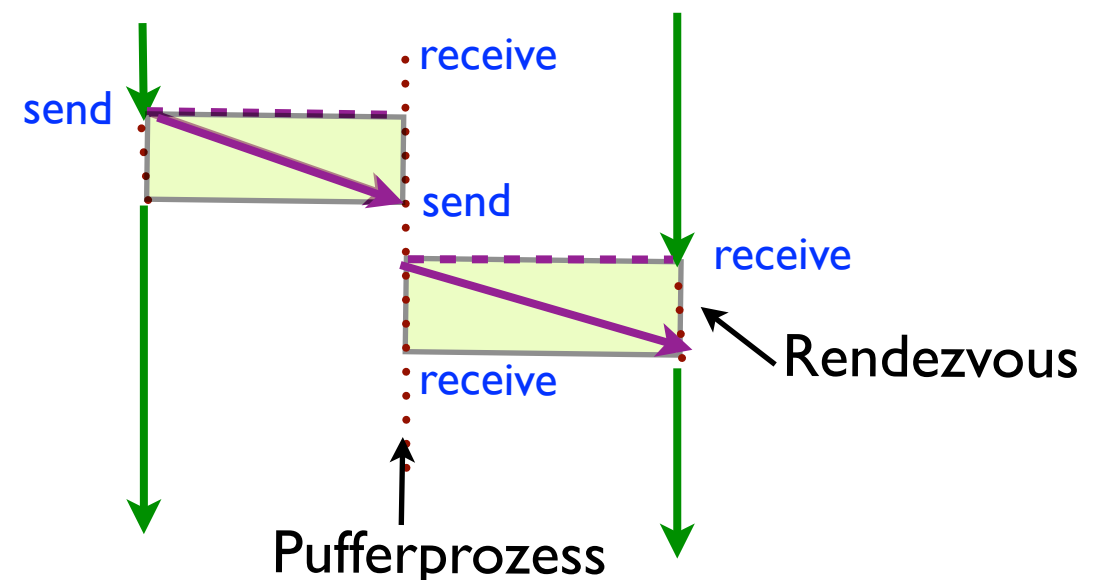 receive
send
send
receive
Rendezvous
receive
Pufferprozess